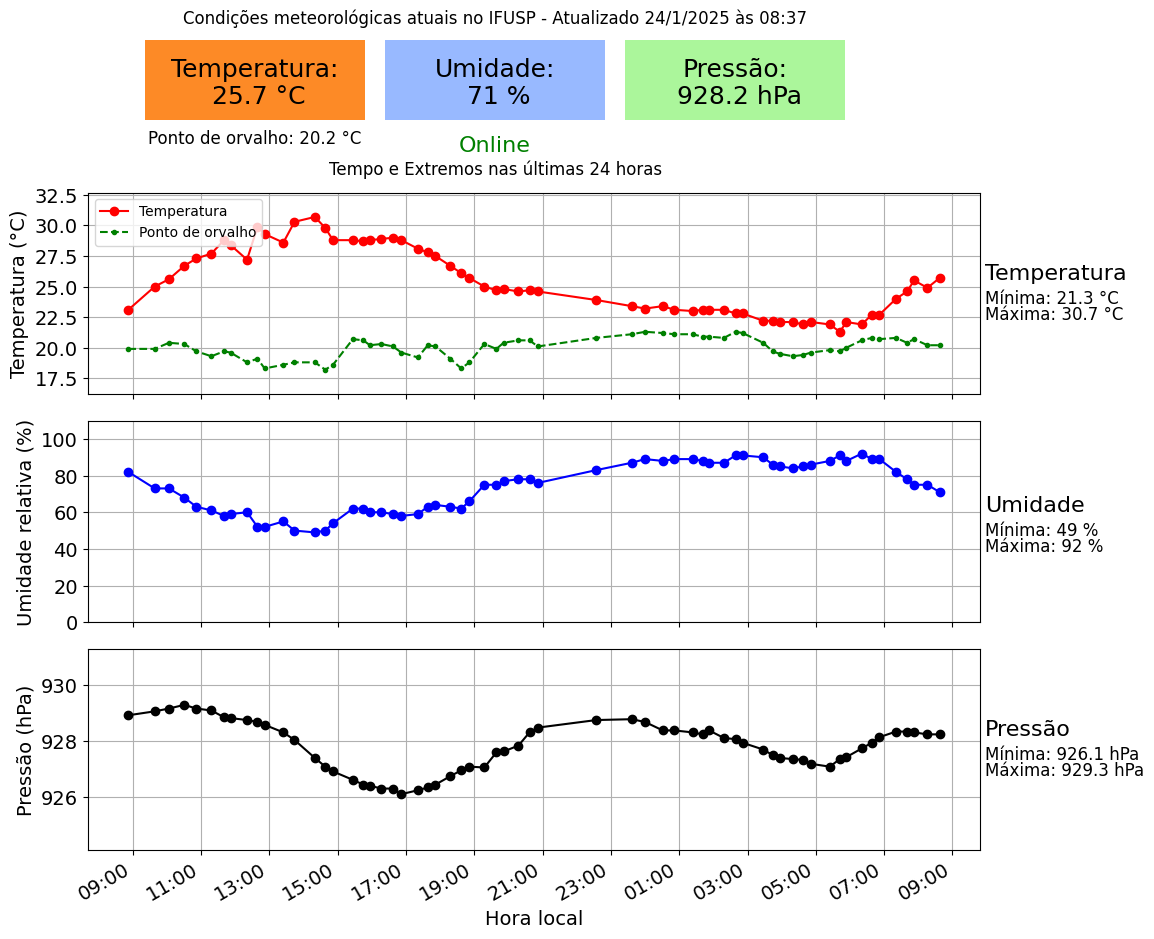 Condições meteorológicas atuais no IFUSP - Atualizado 24/1/2025 às 08:37
Temperatura:
25.7 °C
Umidade:
71 %
Pressão:
928.2 hPa
Ponto de orvalho: 20.2 °C
Online
Tempo e Extremos nas últimas 24 horas
Temperatura (°C)
32.5
30.0
27.5
25.0
22.5
20.0
17.5
Temperatura
Ponto de orvalho
Temperatura
Mínima: 21.3 °C
Máxima: 30.7 °C
Umidade relativa (%)
100
80
60
40
20
0
Umidade
Mínima: 49 %
Máxima: 92 %
Pressão (hPa)
930
928
926
Pressão
Mínima: 926.1 hPa
Máxima: 929.3 hPa
09:00
11:00
13:00
15:00
17:00
19:00
21:00
23:00
01:00
03:00
05:00
07:00
09:00
Hora local